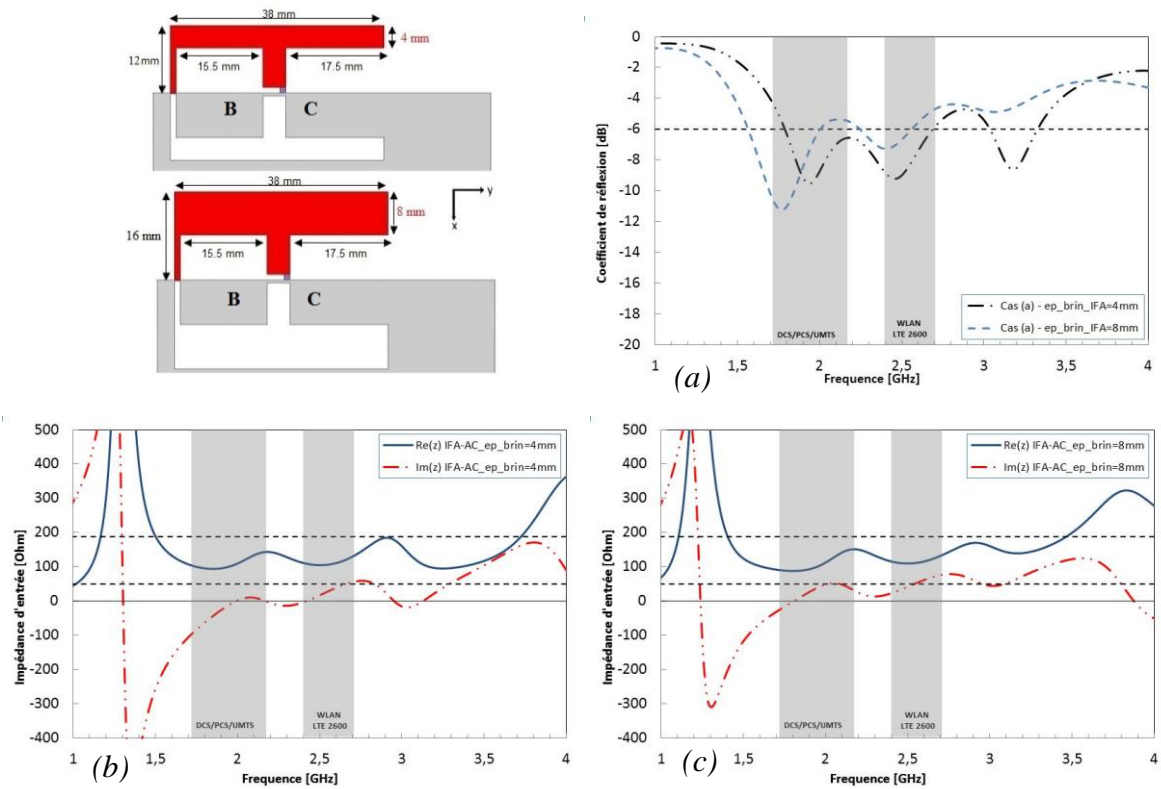 38 mm
4 mm
12mm
15.5 mm
17.5 mm
B
C
38 mm
8 mm
16 mm
15.5 mm
17.5 mm
B
C
y
x
Coefficient de réflexion [dB]
0
-2
-4
-6
-8
-10
-12
-14
-16
-18
-20
Cas (a) - ep_brin_IFA=4mm
Cas (a) - ep_brin_IFA=8mm
DCS/PCS/UMTS
WLAN
LTE 2600
1 1,5 2 2,5 3 3,5 4
Frequence [GHz]
(a)
Impédance d'entrée [Ohm]
500
400
300
200
100
0
-100
-200
-300
-400
Re(z) IFA-AC_ep_brin=4mm
Im(z) IFA-AC_ep_brin=4mm
DCS/PCS/UMTS
WLAN
LTE 2600
1 1,5 2 2,5 3 3,5 4
Frequence [GHz]
(b)
Impédance d'entrée [Ohm]
500
400
300
200
100
0
-100
-200
-300
-400
Re(z) IFA-AC_ep_brin=8mm
Im(z) IFA-AC_ep_brin=8mm
DCS/PCS/UMTS
WLAN
LTE 2600
1 1,5 2 2,5 3 3,5 4
Frequence [GHz]
(c)